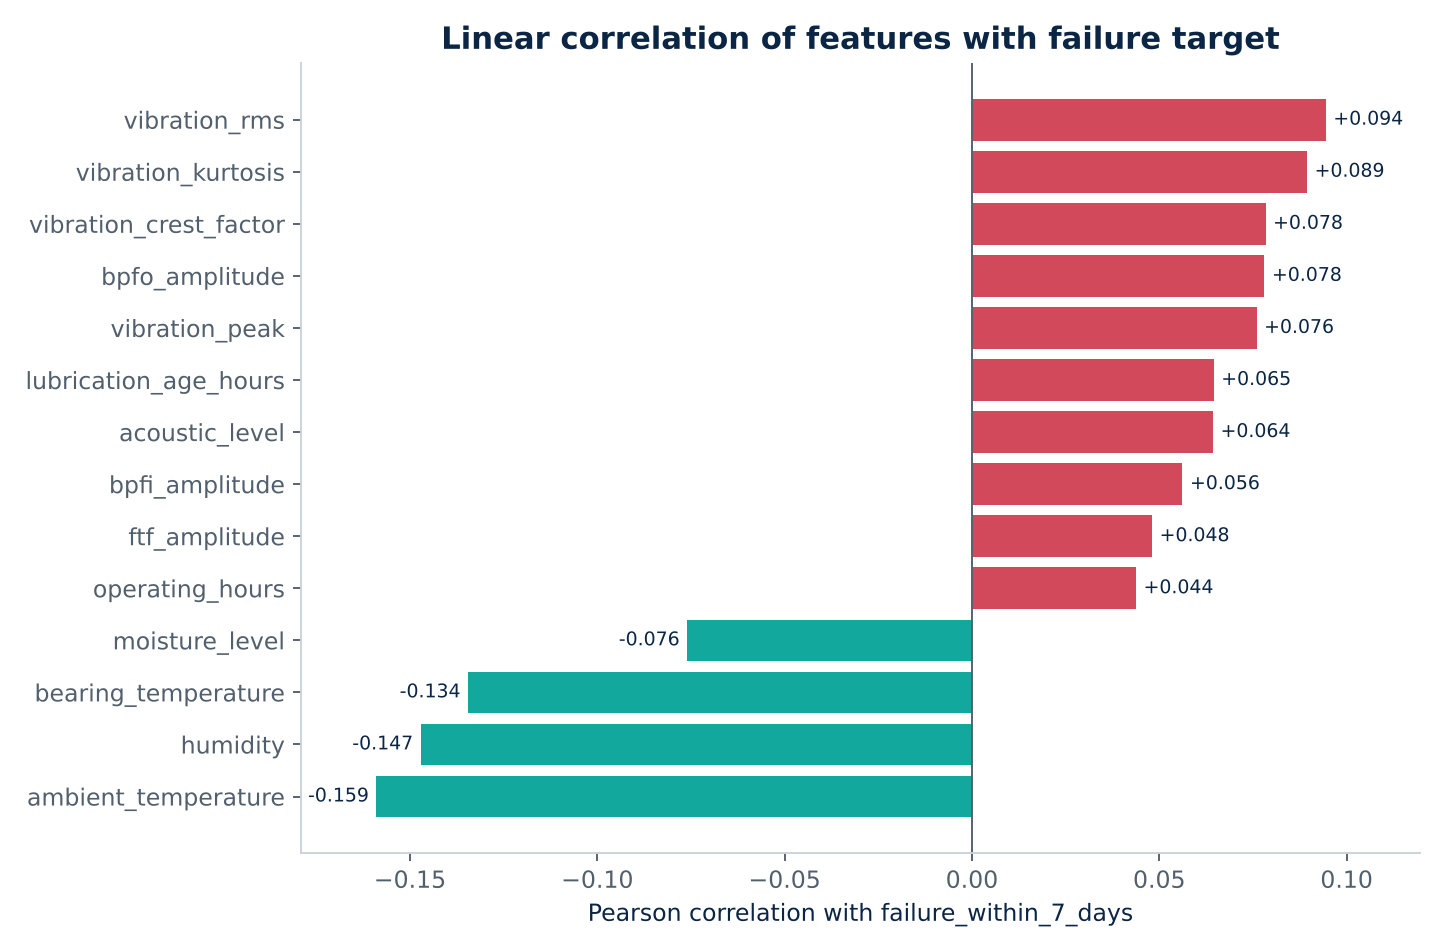 Linear correlation of features with failure target
vibration_rms +0.094
vibration_kurtosis +0.089
vibration_crest_factor +0.078
bpfo_amplitude +0.078
vibration_peak +0.076
lubrication_age_hours +0.065
acoustic_level +0.064
bpfi_amplitude +0.056
ftf_amplitude +0.048
operating_hours +0.044
moisture_level -0.076
bearing_temperature -0.134
humidity -0.147
ambient_temperature -0.159
−0.15 −0.10 −0.05 0.00 0.05 0.10
Pearson correlation with failure_within_7_days